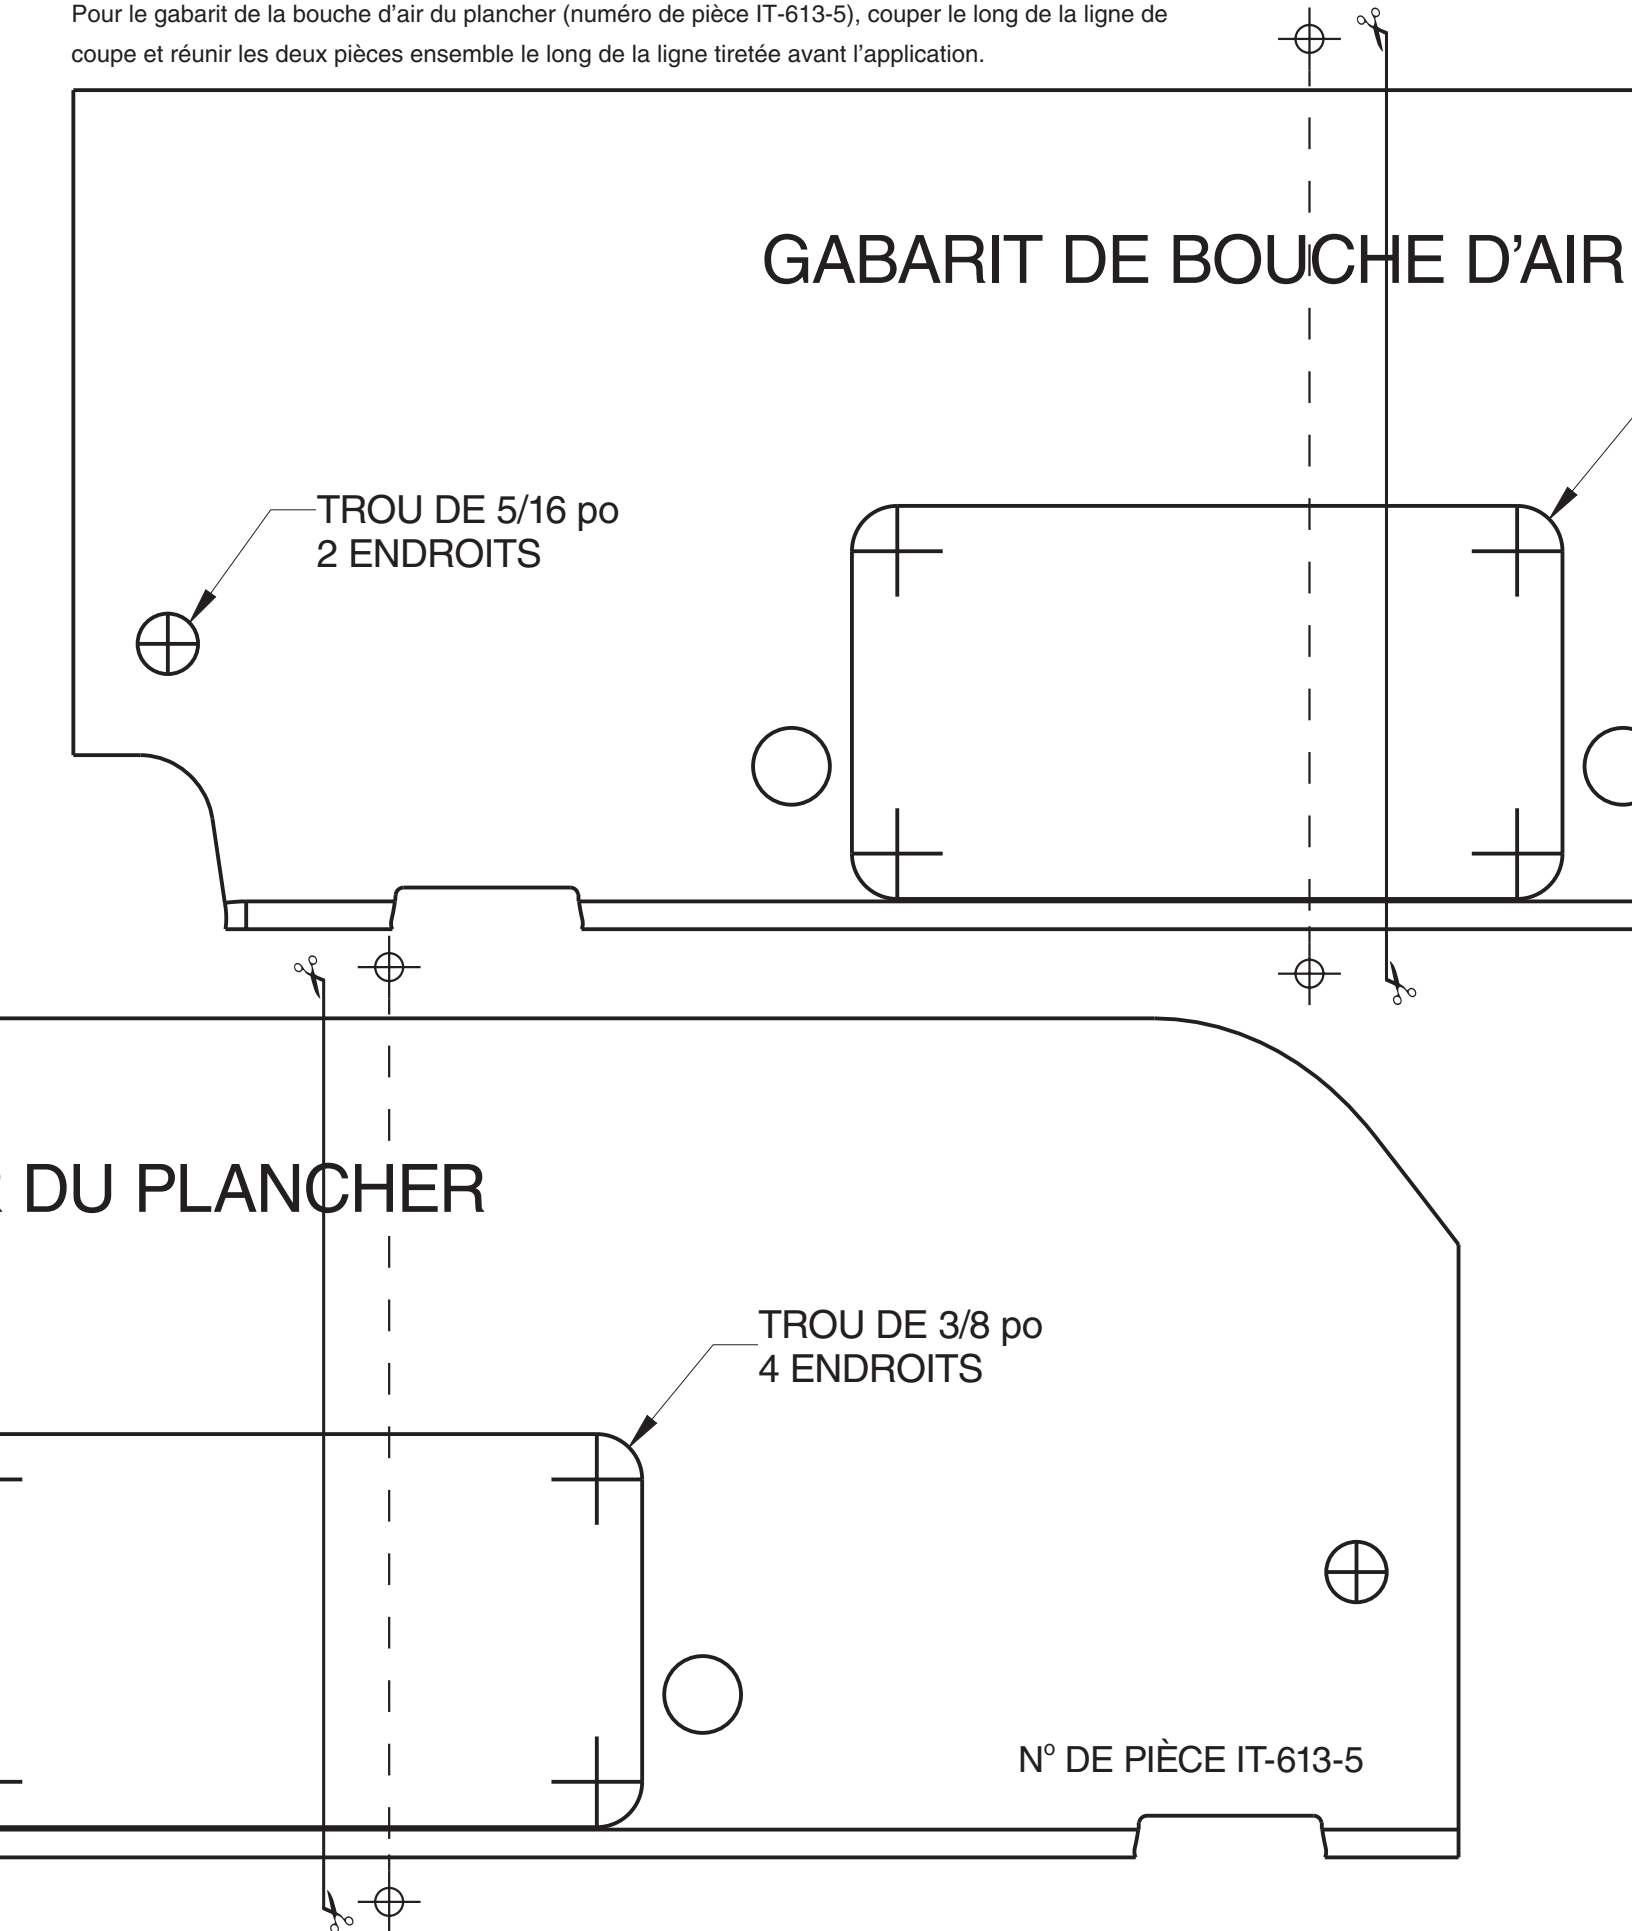 Pour le gabarit de la bouche d’air du plancher (numéro de pièce IT-613-5), couper le long de la ligne de
coupe et réunir les deux pièces ensemble le long de la ligne tiretée avant l’application.
GABARIT DE BOUCHE D’AIR
TROU DE 5/16 po
2 ENDROITS
R DU PLANCHER
TROU DE 3/8 po
4 ENDROITS
Nº DE PIÈCE IT-613-5